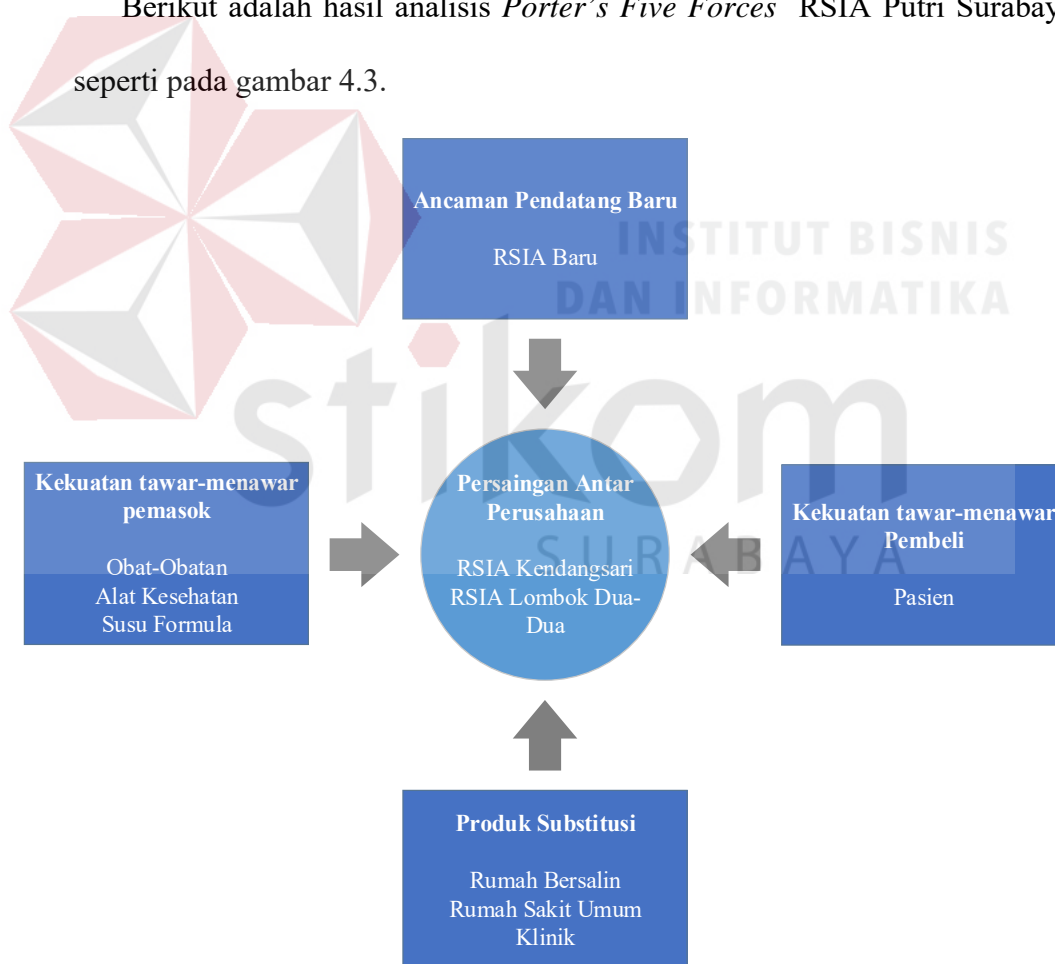 Berikut adalah hasil analisis Porter's Five Forces RSIA Putri Surabay
seperti pada gambar 4.3.
Ancaman Pendatang Baru
RSIA Baru
INSTITUT BISNIS
DAN INFORMATIKA
stikom
SURABAYA
Kekuatan tawar-menawar
pemasok
Obat-Obatan
Alat Kesehatan
Susu Formula
Persaingan Antar
Perusahaan
RSIA Kendangsari
RSIA Lombok Dua-
Dua
Kekuatan tawar-menawar
Pembeli
Pasien
Produk Substitusi
Rumah Bersalin
Rumah Sakit Umum
Klinik